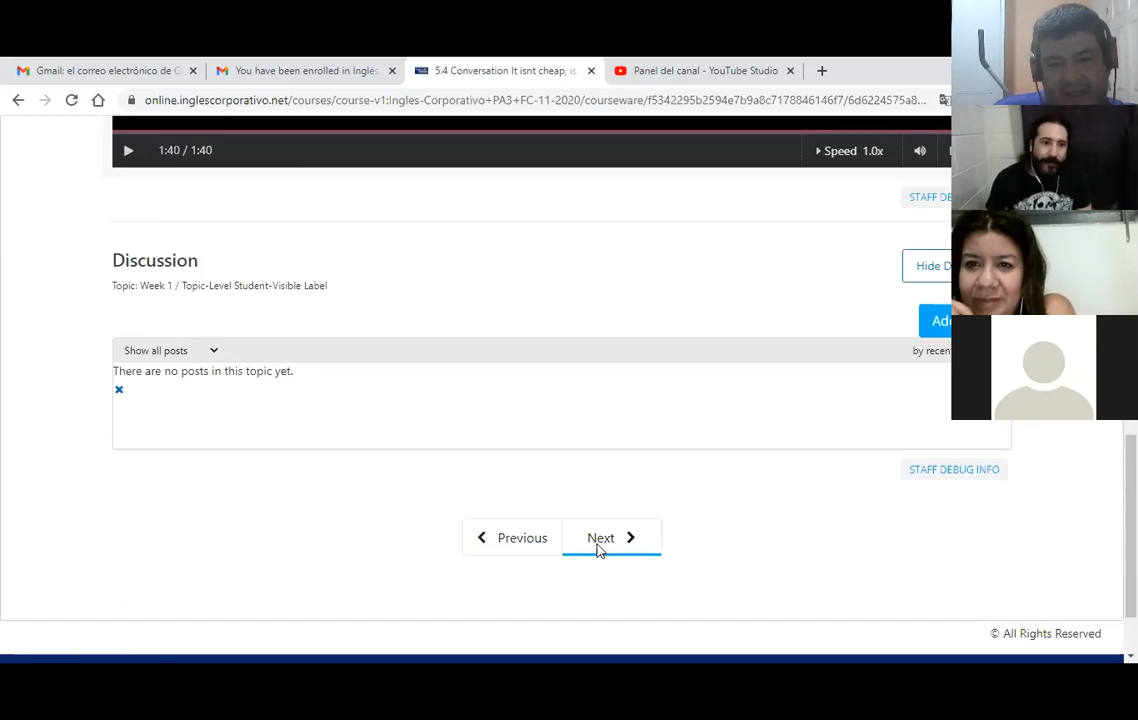 Gmail: el correo electrónico de G
You have been enrolled in Inglés
5.4 Conversation It isnt cheap, is
Panel del canal - YouTube Studio
online.inglescorporativo.net/courses/course-v1:Ingles-Corporativo+PA3+FC-11-2020/courseware/f5342295b2594e7b9a8c7178846146f7/6d6224575a8...
1:40 / 1:40
Speed 1.0x
STAFF DE
Discussion
Hide D
Topic: Week 1 / Topic-Level Student-Visible Label
Add
Show all posts
by recen
There are no posts in this topic yet.
STAFF DEBUG INFO
Previous
Next
© All Rights Reserved